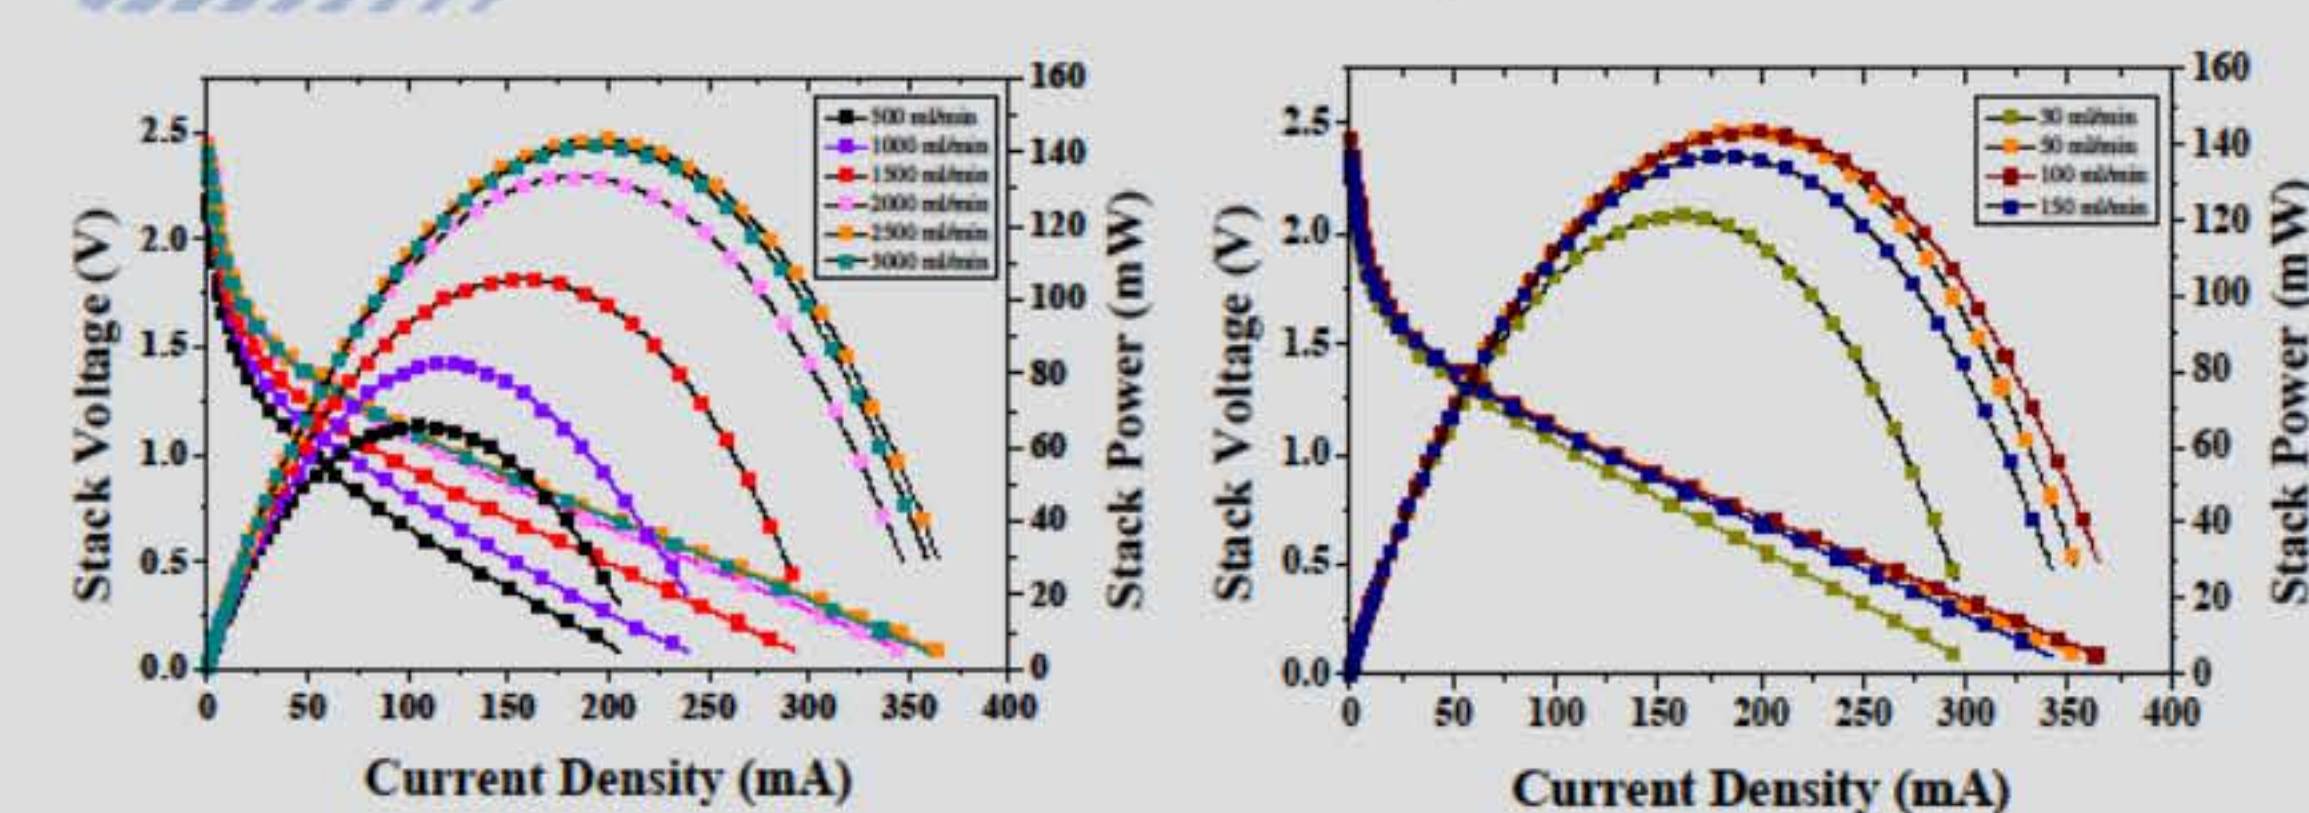 160
140
120
100
80
60
40
20
0
2.5
2.0
1.5
1.0
0.5
0.0
0 50 100 150 200 250 300 350 400
Stack Voltage (V)
Stack Power (mW)
Current Density (mA)
500 ml/min
1000 ml/min
1500 ml/min
2000 ml/min
2500 ml/min
3000 ml/min
160
140
120
100
80
60
40
20
0
2.5
2.0
1.5
1.0
0.5
0.0
0 50 100 150 200 250 300 350 400
Stack Voltage (V)
Stack Power (mW)
Current Density (mA)
ml/min
ml/min
100 ml/min
150 ml/min